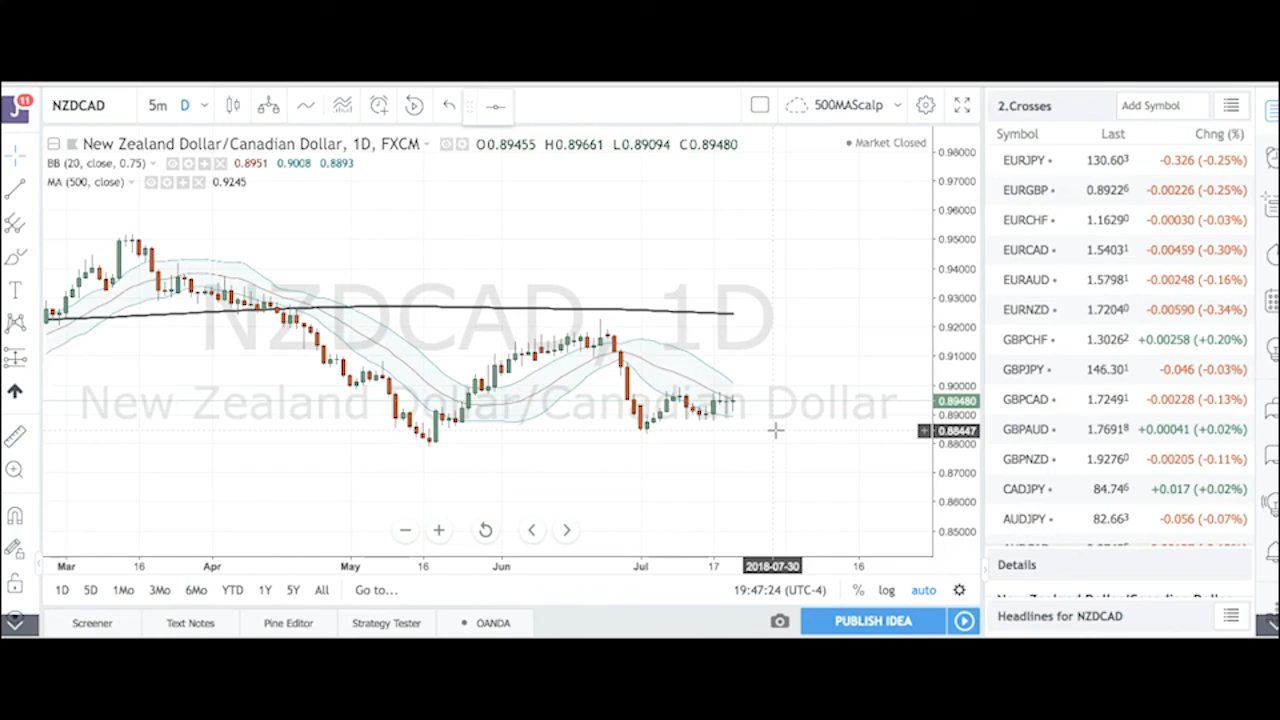 11
J
NZDCAD 5m D 500MAScalp
New Zealand Dollar/Canadian Dollar, 1D, FXCM O0.89455 H0.89661 L0.89094 C0.89480
Market Closed
BB (20, close, 0.75) 0.8951 0.9008 0.8893
MA (500, close) 0.9245
NZDCAD, 1D
New Zealand Dollar/Canadian Dollar
0.98000
0.97000
0.96000
0.95000
0.94000
0.93000
0.92000
0.91000
0.90000
0.89480
0.89000
0.88447
0.88000
0.87000
0.86000
0.85000
Mar 16 Apr May 16 Jun Jul 17 2018-07-30 16
1D 5D 1Mo 3Mo 6Mo YTD 1Y 5Y All Go to... 19:47:24 (UTC-4) % log auto
Screener Text Notes Pine Editor Strategy Tester OANDA PUBLISH IDEA
2.Crosses Add Symbol
Symbol Last Chng (%)
EURJPY 130.603 -0.326 (-0.25%)
EURGBP 0.89226 -0.00226 (-0.25%)
EURCHF 1.16290 -0.00030 (-0.03%)
EURCAD 1.54031 -0.00459 (-0.30%)
EURAUD 1.57981 -0.00248 (-0.16%)
EURNZD 1.72040 -0.00590 (-0.34%)
GBPCHF 1.30262 +0.00258 (+0.20%)
GBPJPY 146.301 -0.046 (-0.03%)
GBPCAD 1.72491 -0.00228 (-0.13%)
GBPAUD 1.76918 +0.00041 (+0.02%)
GBPNZD 1.92760 -0.00205 (-0.11%)
CADJPY 84.746 +0.017 (+0.02%)
AUDJPY 82.663 -0.056 (-0.07%)
Details
Headlines for NZDCAD